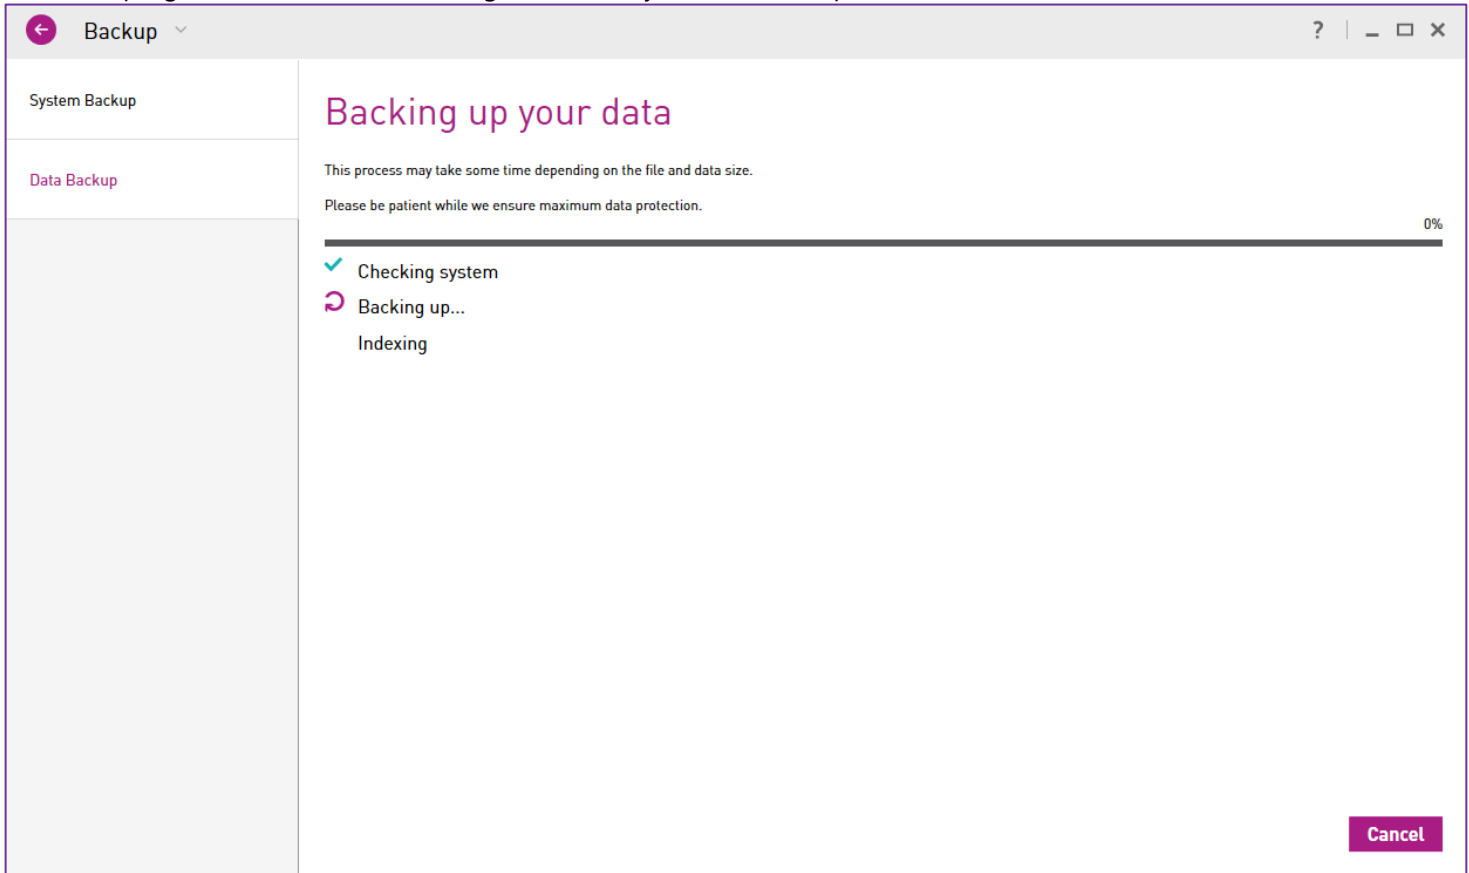 Backup
?
System Backup
Data Backup
Backing up your data
This process may take some time depending on the file and data size.
Please be patient while we ensure maximum data protection.
0%
Checking system
Backing up...
Indexing
Cancel